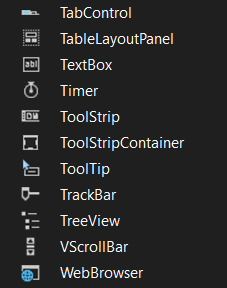 TabControl
TableLayoutPanel
TextBox
Timer
ToolStrip
ToolStripContainer
ToolTip
TrackBar
TreeView
VScrollBar
WebBrowser